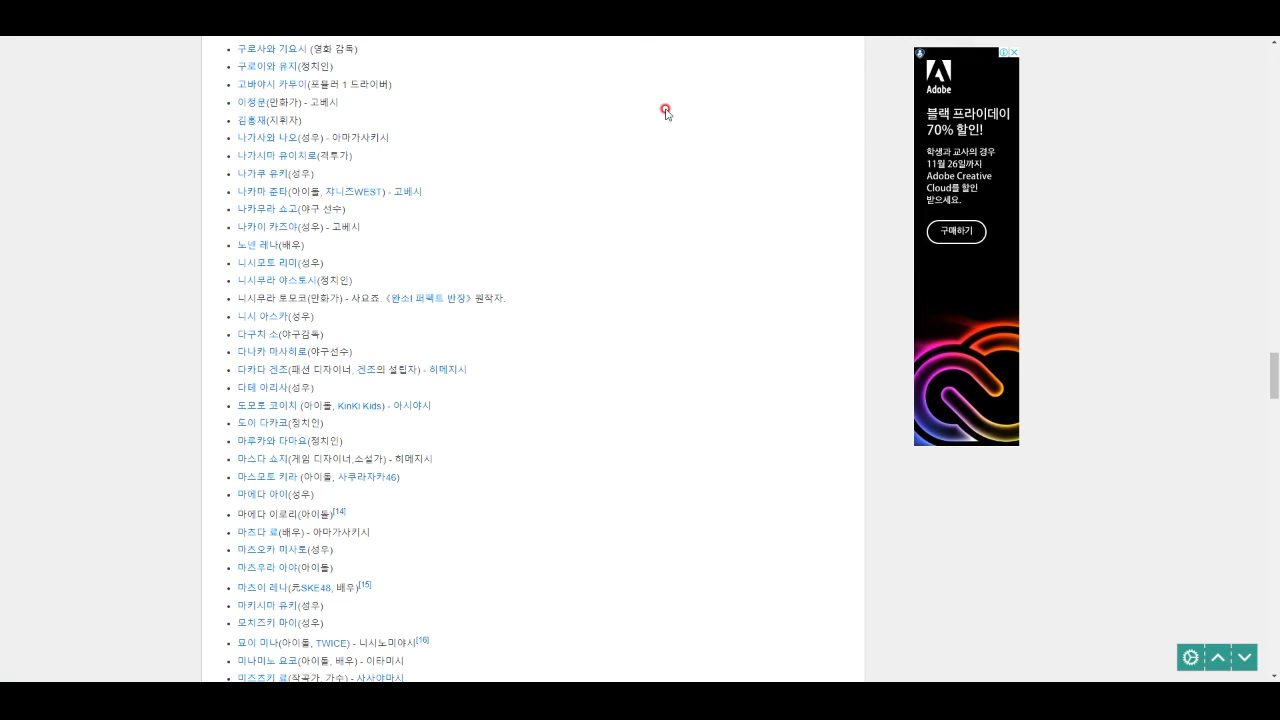 구로사와 기요시 (영화 감독)
구로이와 유지(정치인)
고바야시 카무이(포뮬러 1 드라이버)
이정문(만화가) - 고베시
김홍재(지휘자)
나가사와 나오(성우) - 아마가사키시
나가시마 유이치로(격투가)
나가쿠 유키(성우)
나카마 준타(아이돌, 쟈니즈WEST) - 고베시
나카무라 쇼고(야구 선수)
나카이 카즈야(성우) - 고베시
노넨 레나(배우)
니시모토 리미(성우)
니시무라 야스토시(정치인)
니시무라 토모코(만화가) - 사요쵸. 《완소! 퍼펙트 반장》 원작자.
니시 아스카(성우)
다구치 소(야구감독)
다나카 마사히로(야구선수)
다카다 겐조(패션 디자이너, 겐조의 설립자) - 히메지시
다테 아리사(성우)
도모토 코이치 (아이돌, KinKi Kids) - 아시야시
도이 다카코(정치인)
마루카와 다마요(정치인)
마스다 쇼지(게임 디자이너,소설가) - 히메지시
마스모토 키라 (아이돌, 사쿠라자카46)
마에다 아이(성우)
마에다 이로리(아이돌)[14]
마츠다 료(배우) - 아마가사키시
마츠오카 미사토(성우)
마츠우라 아야(아이돌)
마츠이 레나(元SKE48, 배우)[15]
마키시마 유키(성우)
모치즈키 마이(성우)
묘이 미나(아이돌, TWICE) - 니시노미야시[16]
미나미노 요코(아이돌, 배우) - 이타미시
미즈즈키 료(작곡가, 가수) - 사사야마시
Adobe
블랙 프라이데이
70% 할인!
학생과 교사의 경우
11월 26일까지
Adobe Creative
Cloud를 할인
받으세요.
구매하기